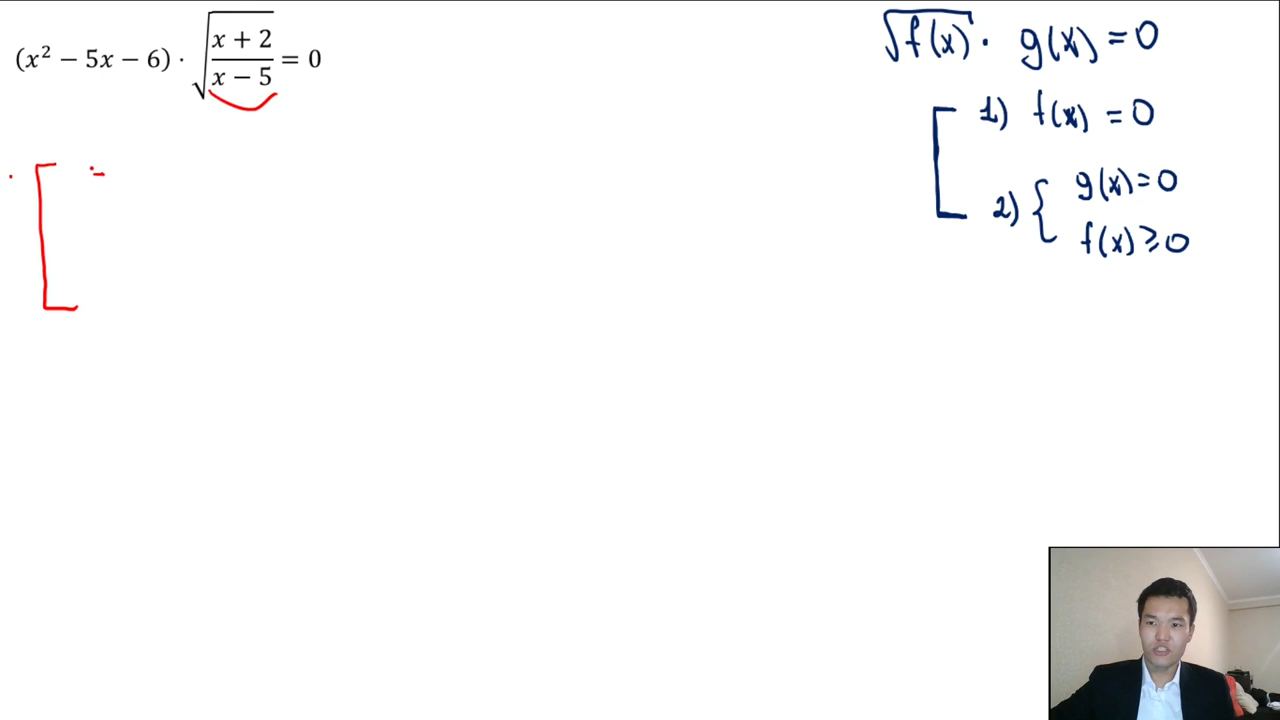 (x² − 5x − 6) · √((x + 2)/(x − 5)) = 0
√f(x) · g(x) = 0
1) f(x) = 0
2) { g(x) = 0
f(x) ≥ 0